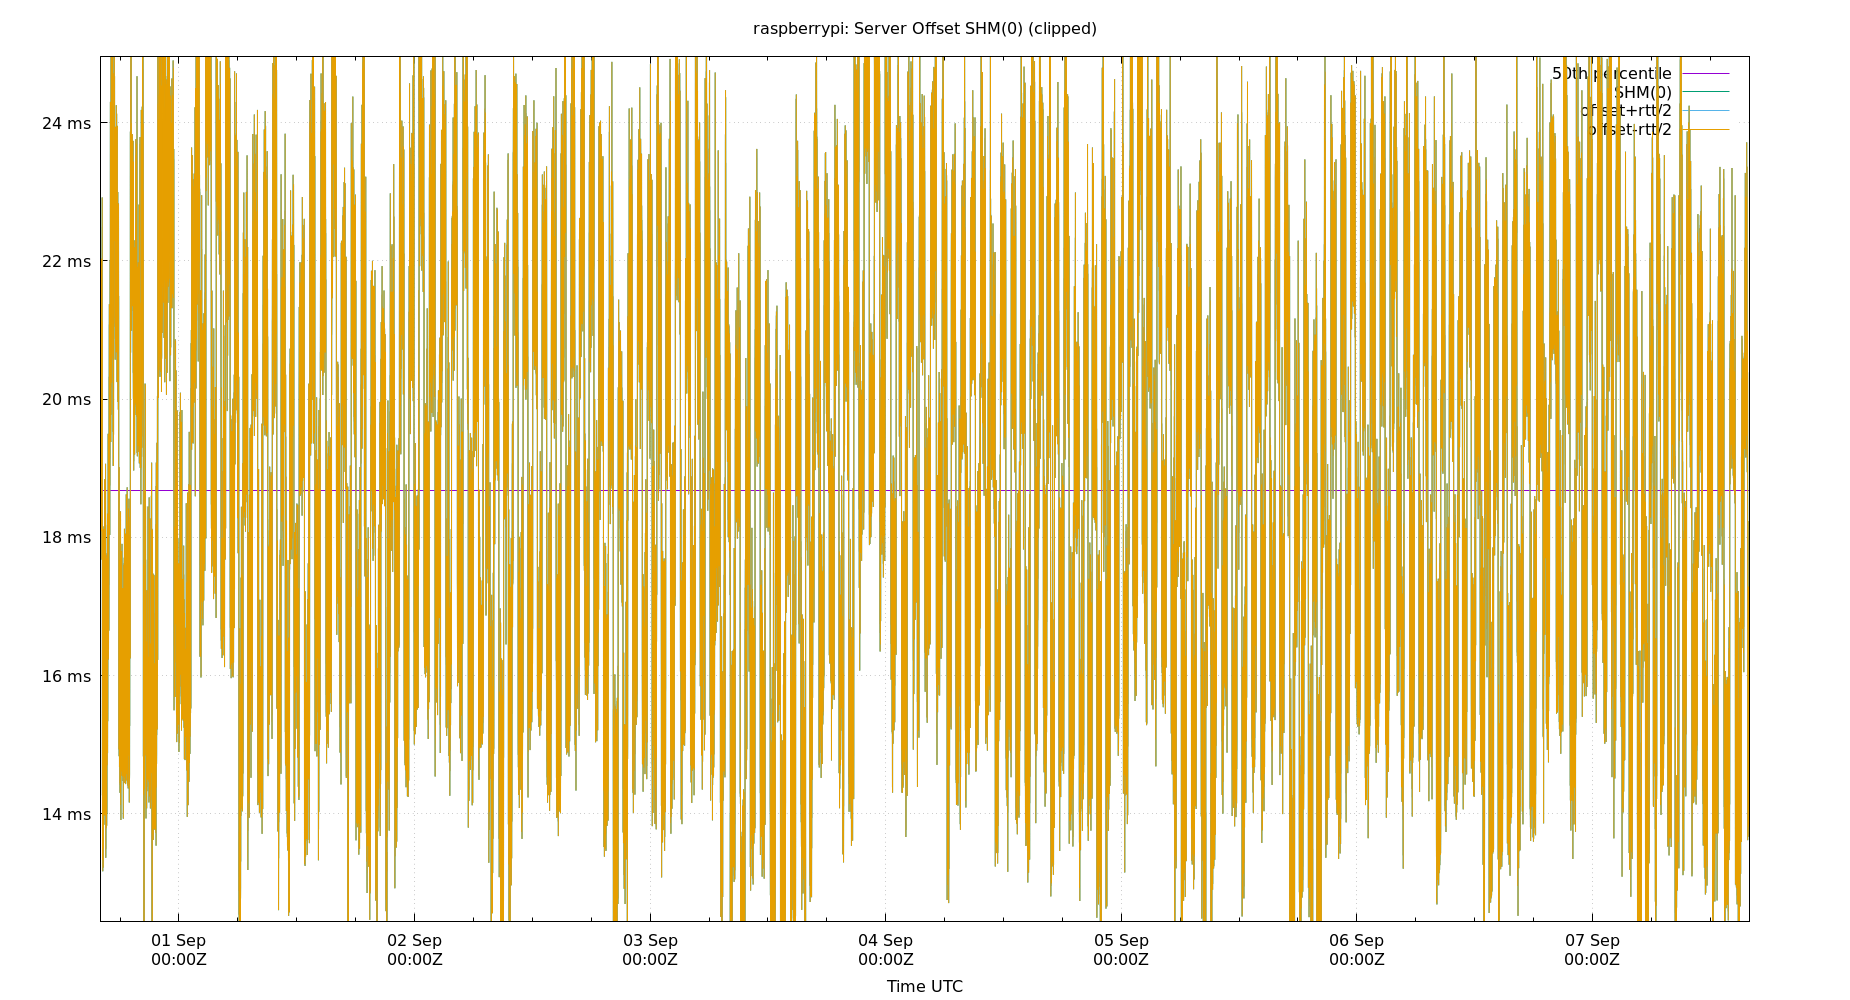 raspberrypi: Server Offset SHM(0) (clipped)
50th percentile
SHM(0)
offset+rtt/2
offset-rtt/2
24 ms
22 ms
20 ms
18 ms
16 ms
14 ms
01 Sep 02 Sep 03 Sep 04 Sep 05 Sep 06 Sep 07 Sep
00:00Z 00:00Z 00:00Z 00:00Z 00:00Z 00:00Z 00:00Z
Time UTC